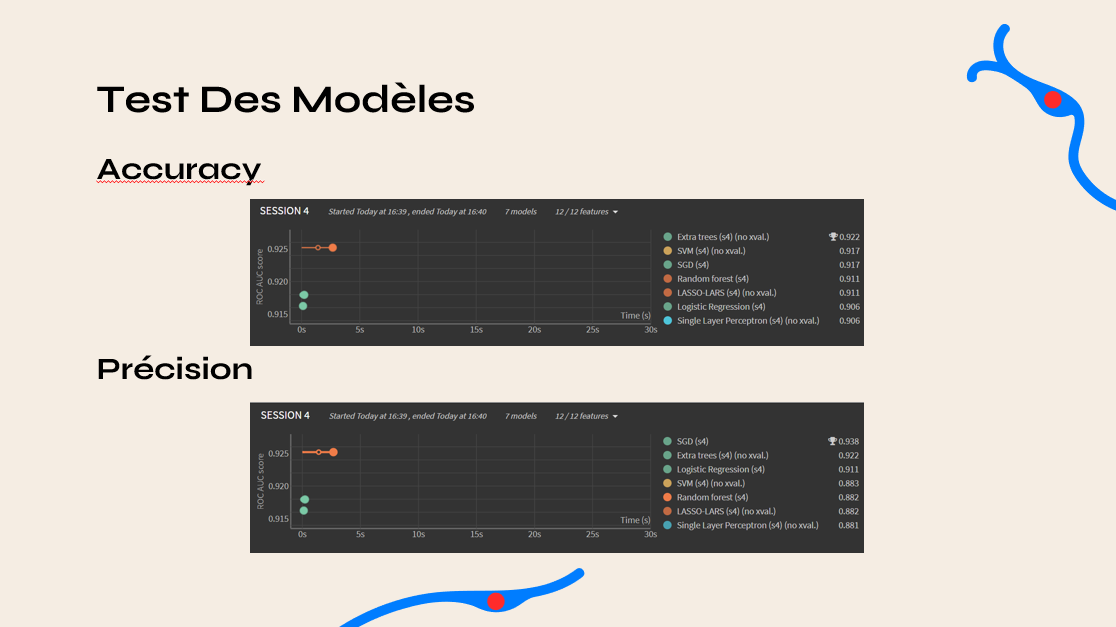 Test Des Modèles
Accuracy
SESSION 4 Started Today at 16:39 , ended Today at 16:40 7 models 12 / 12 features
ROC AUC score
0.925
0.920
0.915
0s 5s 10s 15s 20s 25s 30s
Time (s)
Extra trees (s4) (no xval.) 0.922
SVM (s4) (no xval.) 0.917
SGD (s4) 0.917
Random forest (s4) 0.911
LASSO-LARS (s4) (no xval.) 0.911
Logistic Regression (s4) 0.906
Single Layer Perceptron (s4) (no xval.) 0.906
Précision
SESSION 4 Started Today at 16:39 , ended Today at 16:40 7 models 12 / 12 features
ROC AUC score
0.925
0.920
0.915
0s 5s 10s 15s 20s 25s 30s
Time (s)
SGD (s4) 0.938
Extra trees (s4) (no xval.) 0.922
Logistic Regression (s4) 0.911
SVM (s4) (no xval.) 0.883
Random forest (s4) 0.882
LASSO-LARS (s4) (no xval.) 0.882
Single Layer Perceptron (s4) (no xval.) 0.881